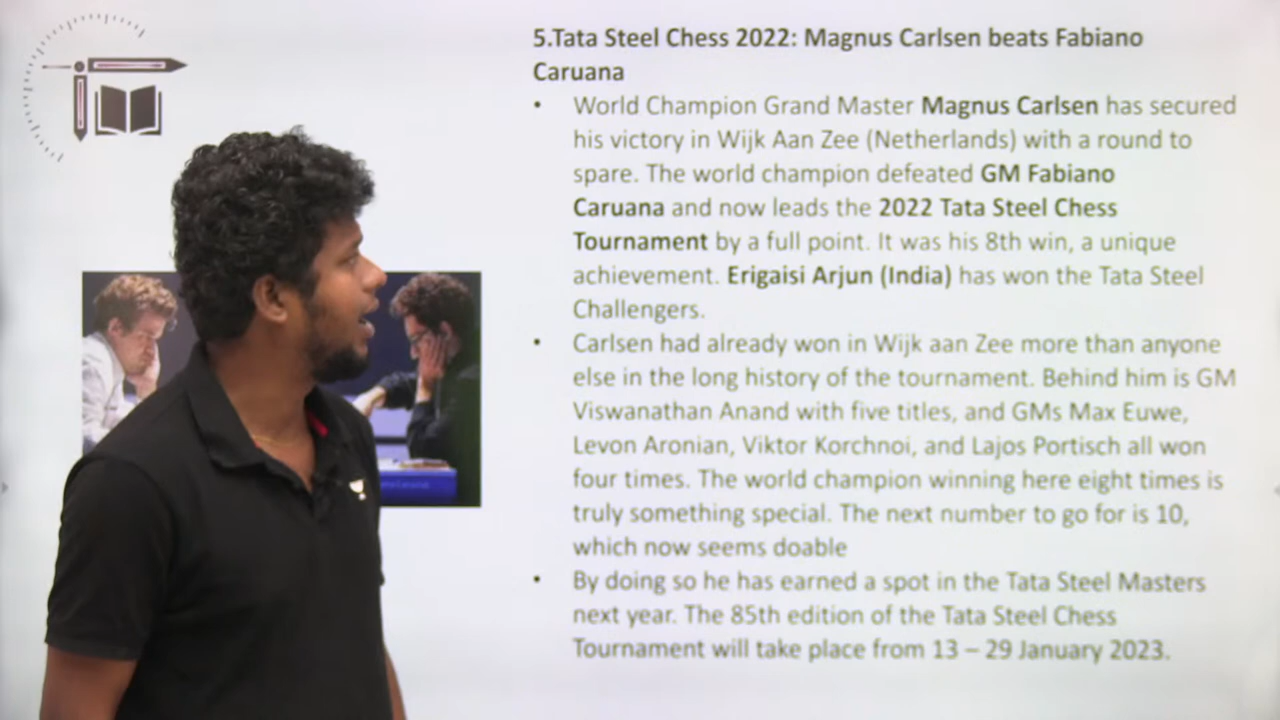 5.Tata Steel Chess 2022: Magnus Carlsen beats Fabiano
Caruana
• World Champion Grand Master Magnus Carlsen has secured
his victory in Wijk Aan Zee (Netherlands) with a round to
spare. The world champion defeated GM Fabiano
Caruana and now leads the 2022 Tata Steel Chess
Tournament by a full point. It was his 8th win, a unique
achievement. Erigaisi Arjun (India) has won the Tata Steel
Challengers.
• Carlsen had already won in Wijk aan Zee more than anyone
else in the long history of the tournament. Behind him is GM
Viswanathan Anand with five titles, and GMs Max Euwe,
Levon Aronian, Viktor Korchnoi, and Lajos Portisch all won
four times. The world champion winning here eight times is
truly something special. The next number to go for is 10,
which now seems doable
• By doing so he has earned a spot in the Tata Steel Masters
next year. The 85th edition of the Tata Steel Chess
Tournament will take place from 13 – 29 January 2023.